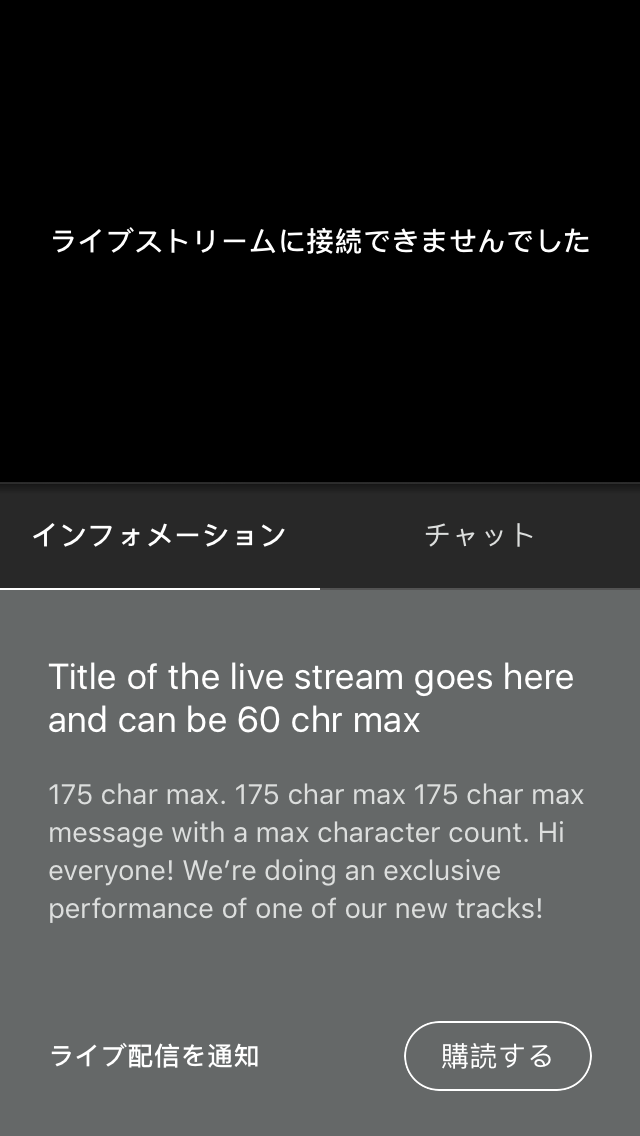 ライブストリームに接続できませんでした
インフォメーション
チャット
Title of the live stream goes here
and can be 60 chr max
175 char max. 175 char max 175 char max
message with a max character count. Hi
everyone! We’re doing an exclusive
performance of one of our new tracks!
ライブ配信を通知
購読する